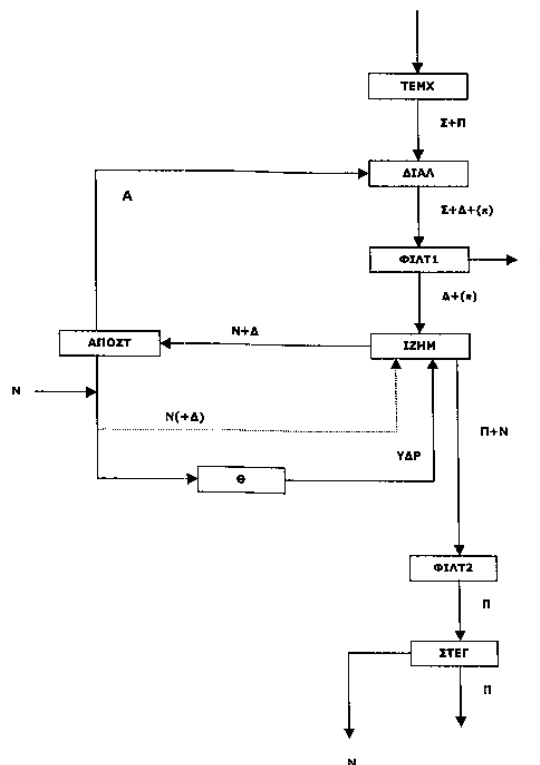 ΤΕΜΧ
Σ+Π
ΔΙΑΛ
Α
Σ+Δ+(π)
ΦΙΛΤ1
Δ+(π)
ΑΠΟΣΤ
Ν+Δ
ΙΖΗΜ
Ν
Ν(+Δ)
Π+Ν
ΥΔΡ
Θ
ΦΙΛΤ2
Π
ΣΤΕΓ
Π
Ν